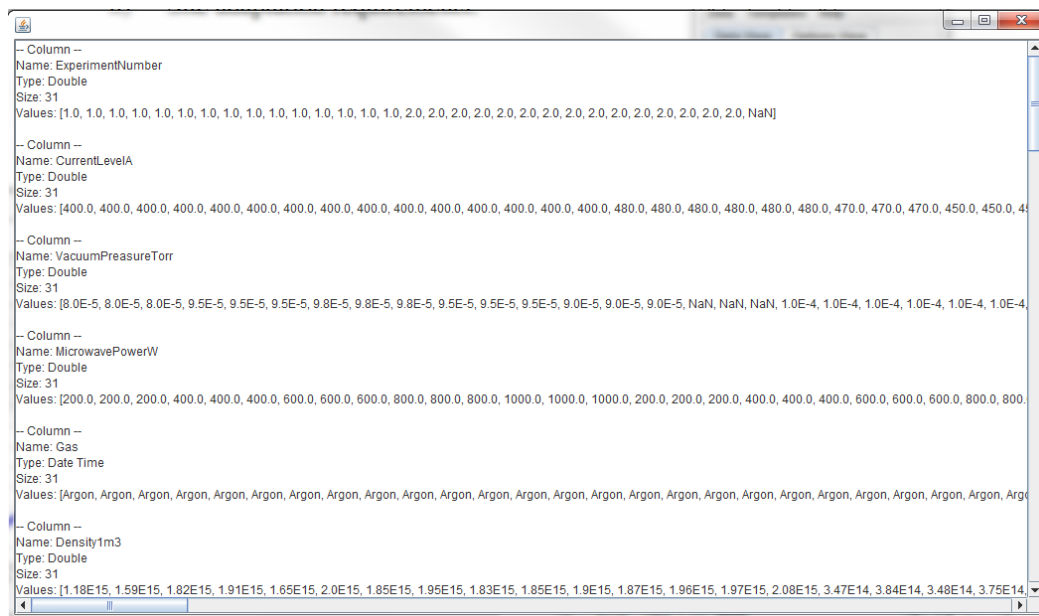 -- Column --
Name: ExperimentNumber
Type: Double
Size: 31
Values: [1.0, 1.0, 1.0, 1.0, 1.0, 1.0, 1.0, 1.0, 1.0, 1.0, 1.0, 1.0, 1.0, 1.0, 1.0, 2.0, 2.0, 2.0, 2.0, 2.0, 2.0, 2.0, 2.0, 2.0, 2.0, 2.0, 2.0, 2.0, 2.0, 2.0, NaN]
-- Column --
Name: CurrentLevelA
Type: Double
Size: 31
Values: [400.0, 400.0, 400.0, 400.0, 400.0, 400.0, 400.0, 400.0, 400.0, 400.0, 400.0, 400.0, 400.0, 400.0, 400.0, 480.0, 480.0, 480.0, 480.0, 480.0, 480.0, 470.0, 470.0, 470.0, 450.0, 450.0, 45
-- Column --
Name: VacuumPreasureTorr
Type: Double
Size: 31
Values: [8.0E-5, 8.0E-5, 8.0E-5, 9.5E-5, 9.5E-5, 9.5E-5, 9.8E-5, 9.8E-5, 9.8E-5, 9.5E-5, 9.5E-5, 9.5E-5, 9.0E-5, 9.0E-5, 9.0E-5, NaN, NaN, NaN, 1.0E-4, 1.0E-4, 1.0E-4, 1.0E-4, 1.0E-4,
-- Column --
Name: MicrowavePowerW
Type: Double
Size: 31
Values: [200.0, 200.0, 200.0, 400.0, 400.0, 400.0, 600.0, 600.0, 600.0, 800.0, 800.0, 800.0, 1000.0, 1000.0, 1000.0, 200.0, 200.0, 200.0, 400.0, 400.0, 400.0, 600.0, 600.0, 600.0, 800.0, 800.
-- Column --
Name: Gas
Type: Date Time
Size: 31
Values: [Argon, Argon, Argon, Argon, Argon, Argon, Argon, Argon, Argon, Argon, Argon, Argon, Argon, Argon, Argon, Argon, Argon, Argon, Argon, Argon, Argon, Argon, Argon, Argon, Argon, Argo
-- Column --
Name: Density1m3
Type: Double
Size: 31
Values: [1.18E15, 1.59E15, 1.82E15, 1.91E15, 1.65E15, 2.0E15, 1.85E15, 1.95E15, 1.83E15, 1.85E15, 1.9E15, 1.87E15, 1.96E15, 1.97E15, 2.08E15, 3.47E14, 3.84E14, 3.48E14, 3.75E14,